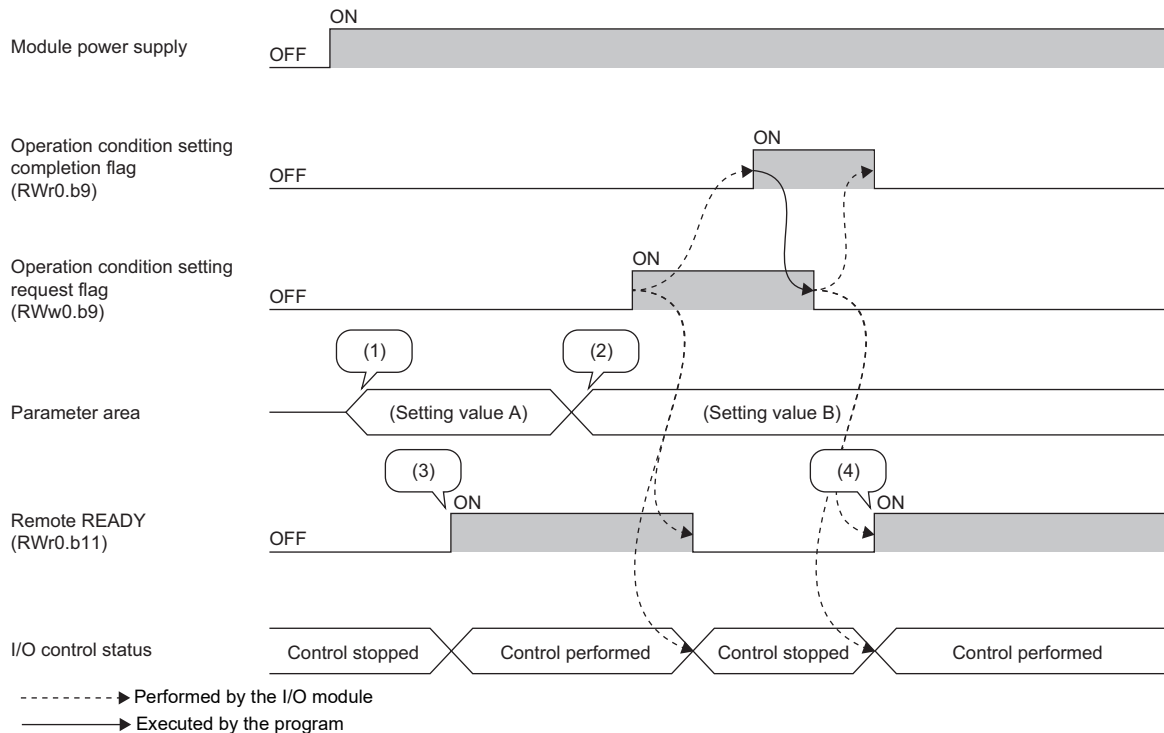 ON
Module power supply
OFF
Operation condition setting
completion flag
(RWr0.b9)
ON
OFF
Operation condition setting
request flag
(RWw0.b9)
ON
OFF
(1)
(2)
Parameter area
(Setting value A)
(Setting value B)
(3)
(4)
ON
ON
Remote READY
(RWr0.b11)
OFF
I/O control status
Control stopped
Control performed
Control stopped
Control performed
Performed by the I/O module
Executed by the program